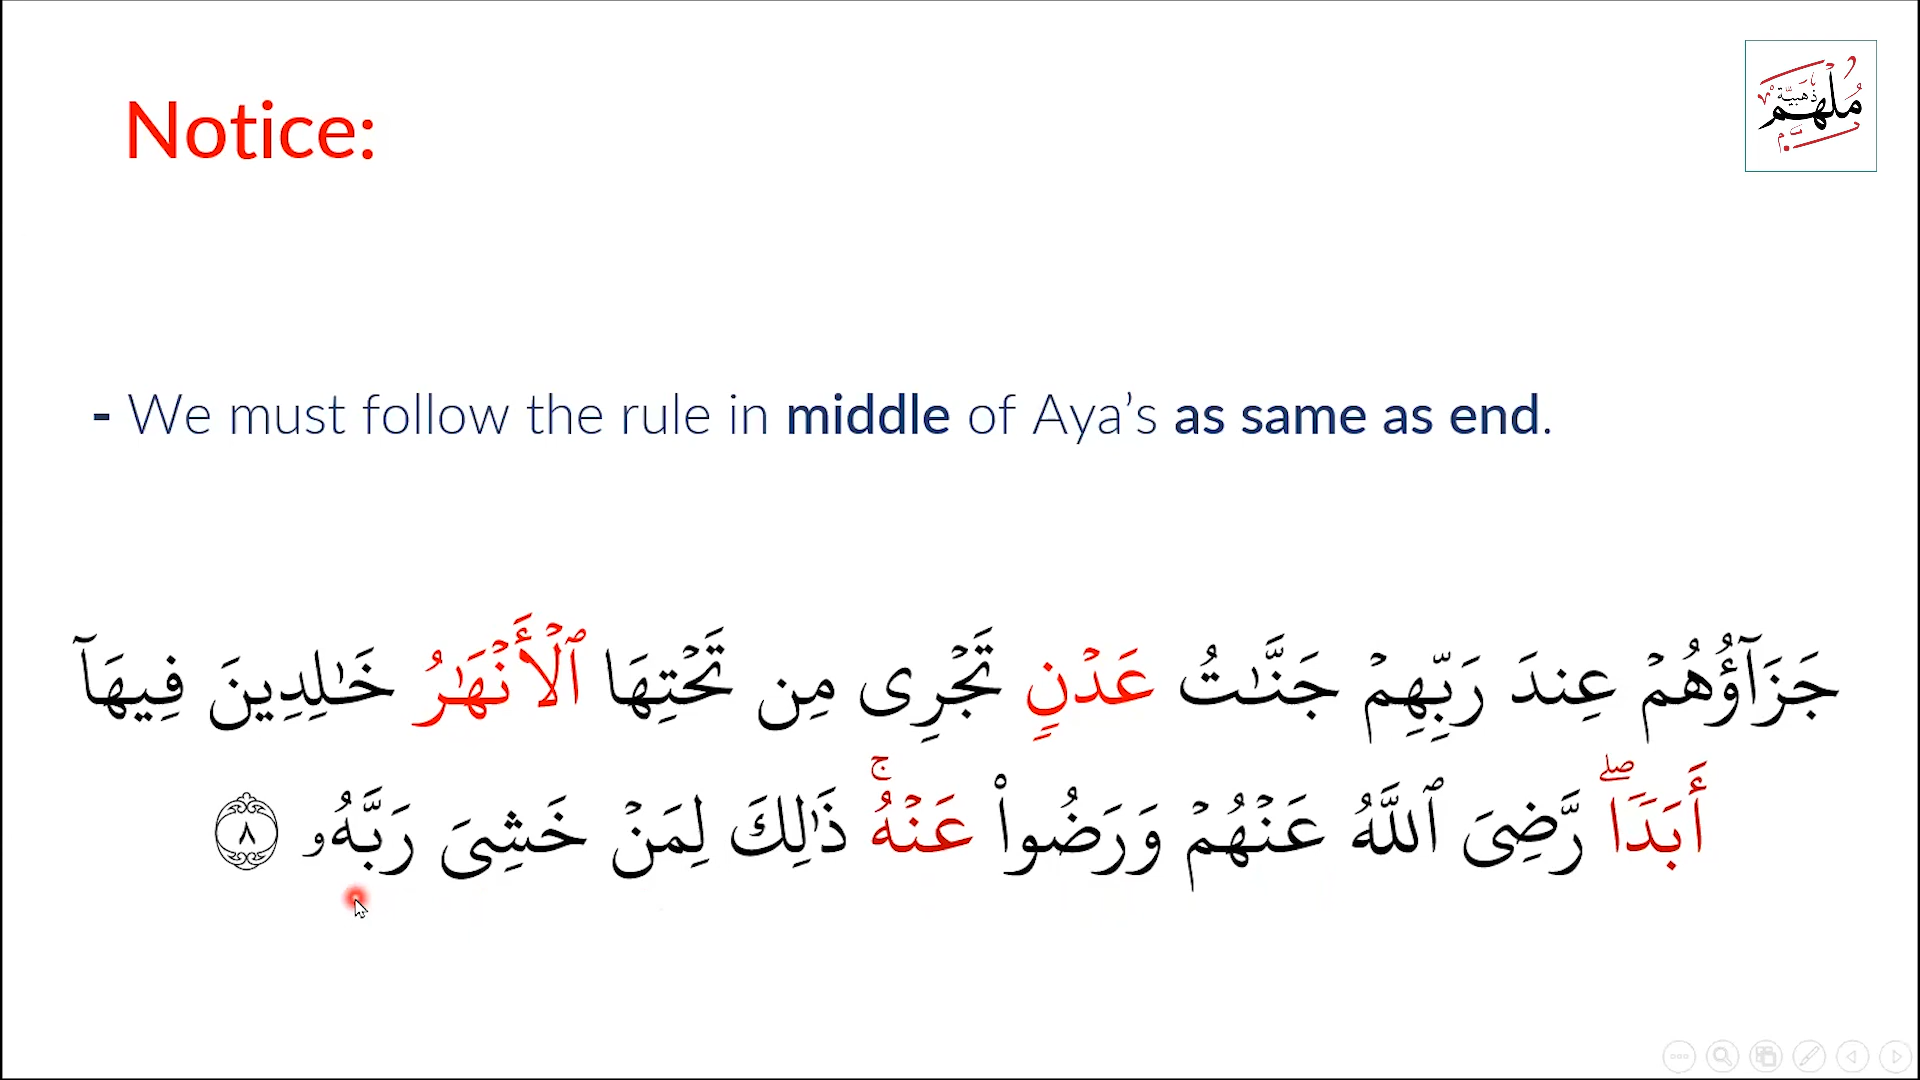 Notice:
ذهبية
مُلْهِم
- We must follow the rule in middle of Aya’s as same as end.
جَزَآؤُهُمْ عِندَ رَبِّهِمْ جَنَّـٰتُ عَدْنٍ تَجْرِى مِن تَحْتِهَا ٱلْأَنْهَـٰرُ خَـٰلِدِينَ فِيهَآ
أَبَدًا ۖ رَّضِىَ ٱللَّهُ عَنْهُمْ وَرَضُوا۟ عَنْهُ ۚ ذَٰلِكَ لِمَنْ خَشِىَ رَبَّهُۥ ٨